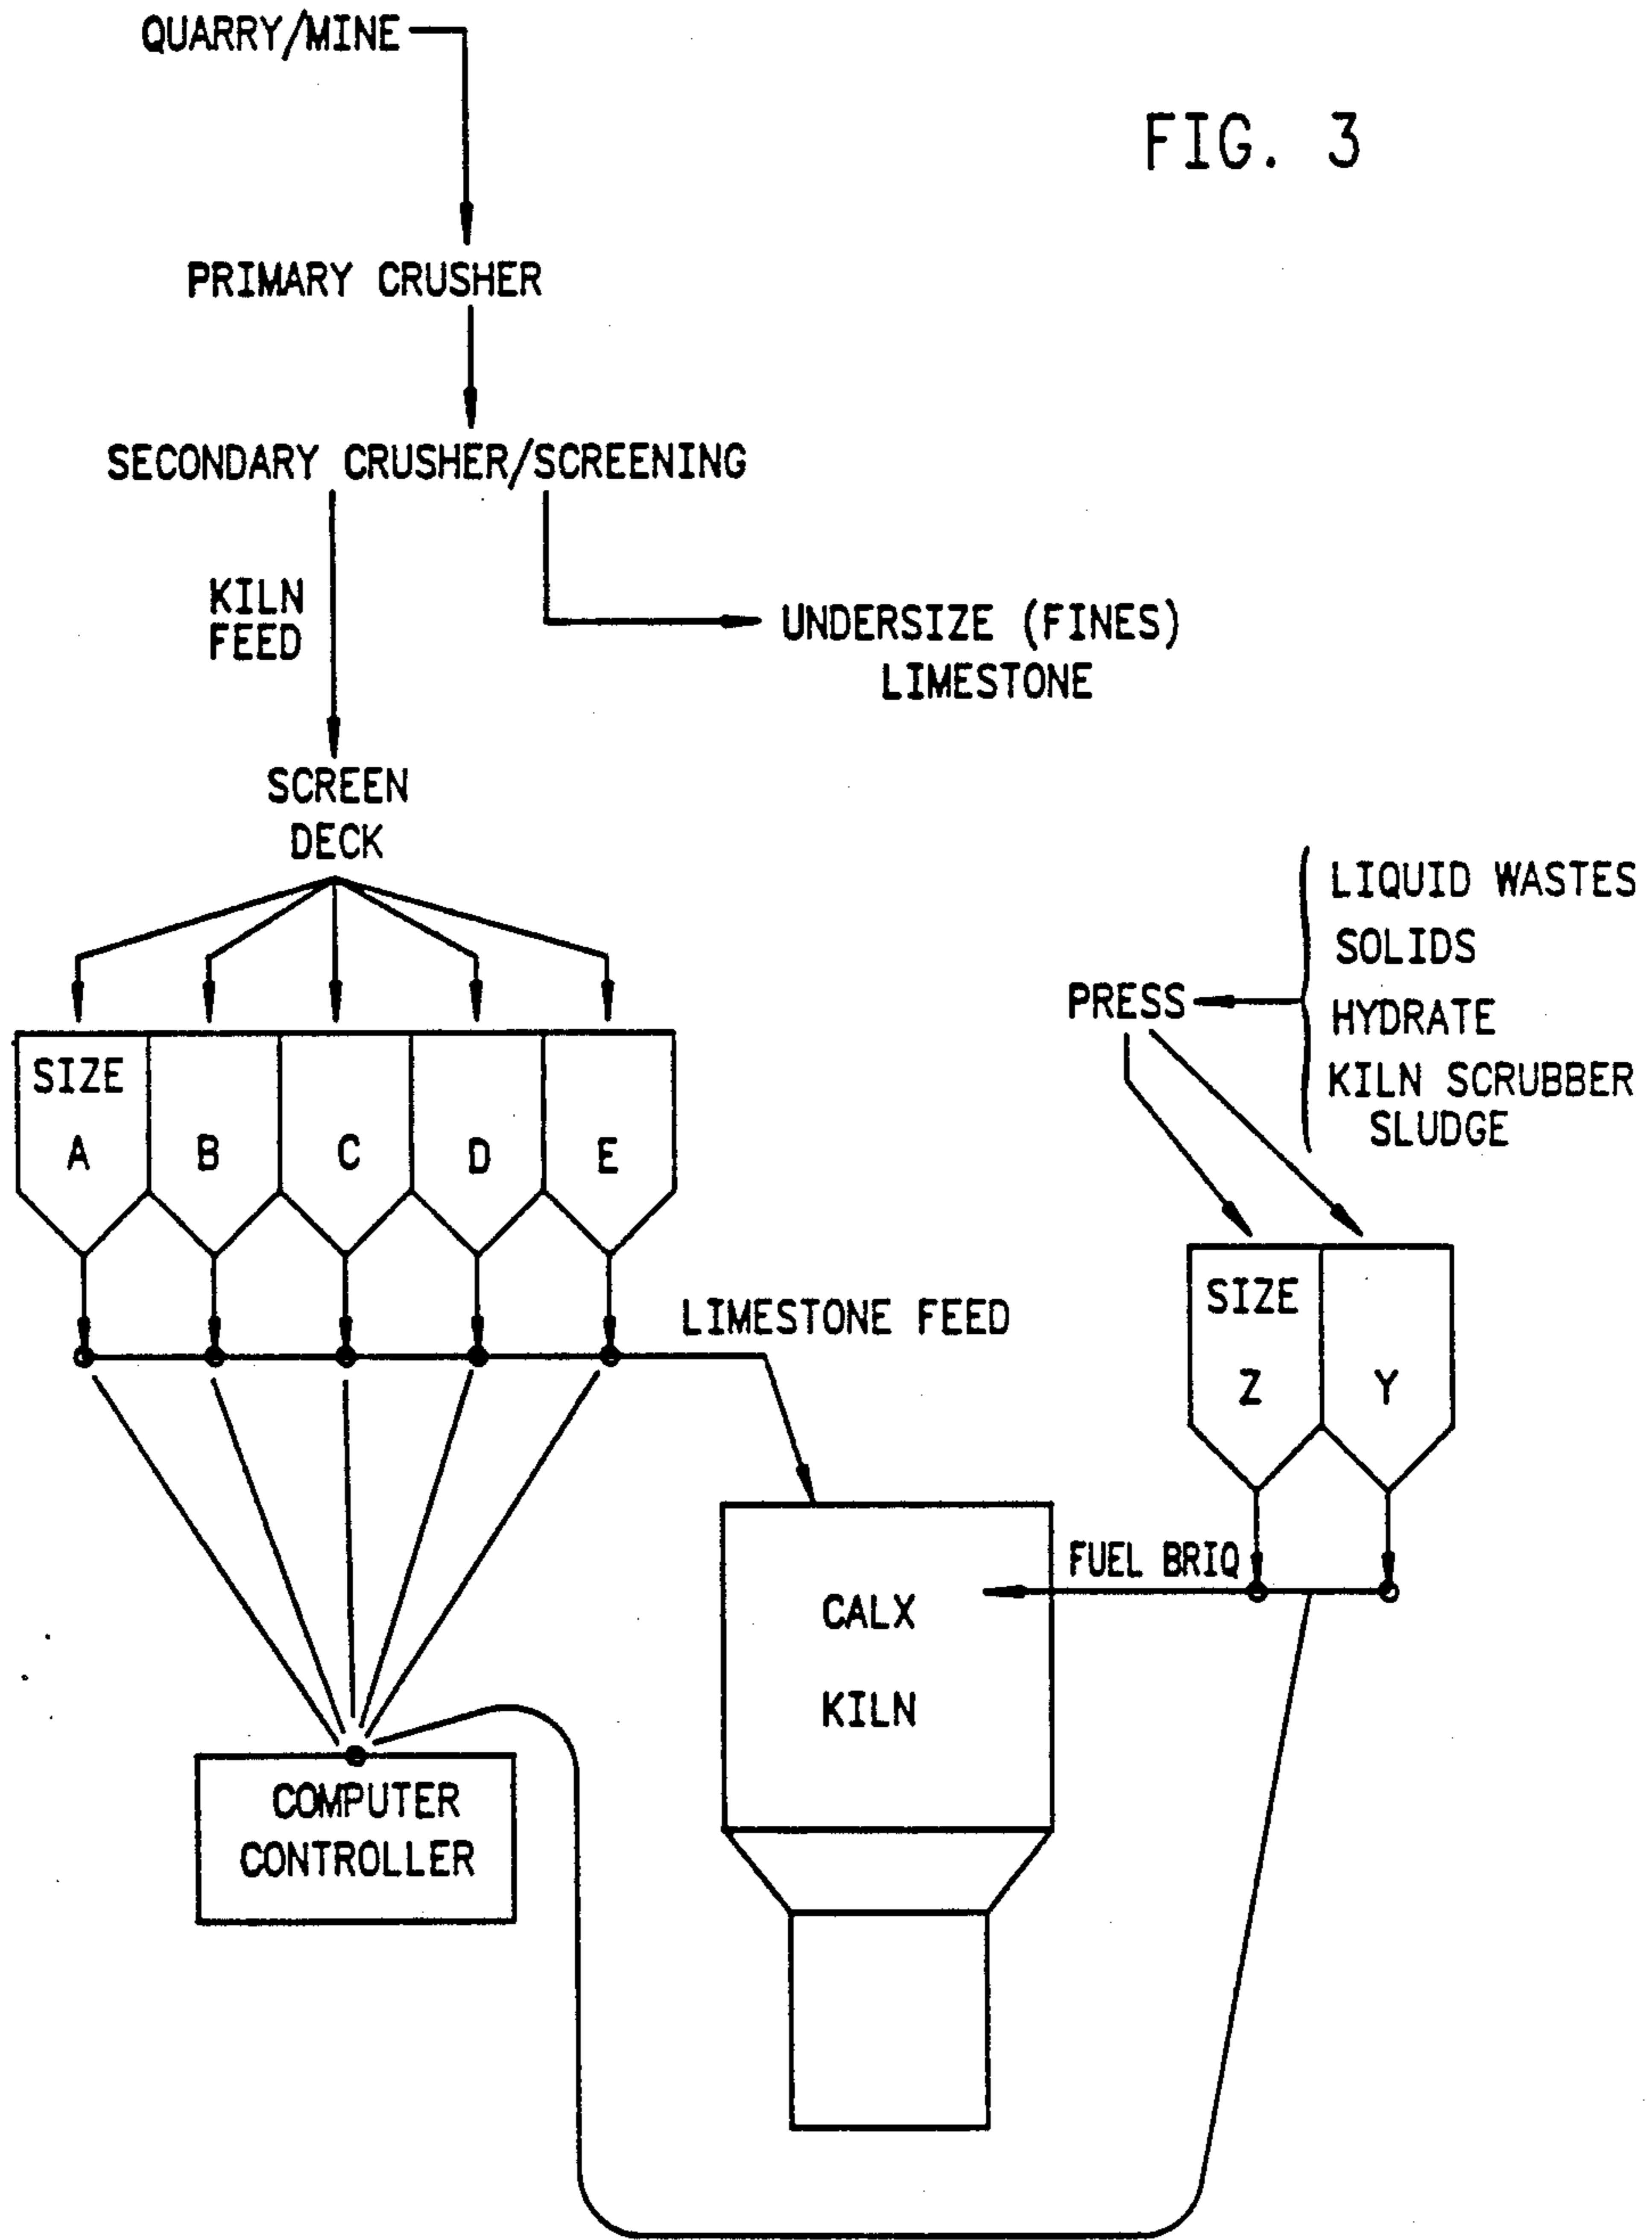 QUARRY/MINE
FIG. 3
PRIMARY CRUSHER
SECONDARY CRUSHER/SCREENING
KILN
FEED
UNDERSIZE (FINES)
LIMESTONE
SCREEN
DECK
LIQUID WASTES
SOLIDS
PRESS
HYDRATE
KILN SCRUBBER
SLUDGE
SIZE
A B C D E
LIMESTONE FEED
SIZE
Z Y
FUEL BRIQ
CALX
KILN
COMPUTER
CONTROLLER